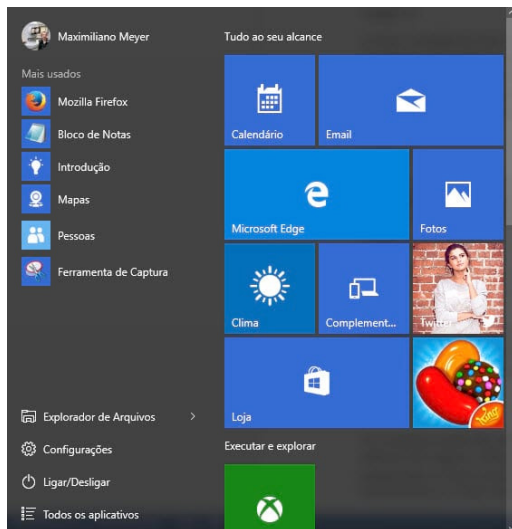 Maximiliano Meyer
Mais usados
Mozilla Firefox
Bloco de Notas
Introdução
Mapas
Pessoas
Ferramenta de Captura
Explorador de Arquivos
Configurações
Ligar/Desligar
Todos os aplicativos
Tudo ao seu alcance
Calendário
Email
Microsoft Edge
Fotos
Clima
Complement...
Twitter
Loja
King
Executar e explorar